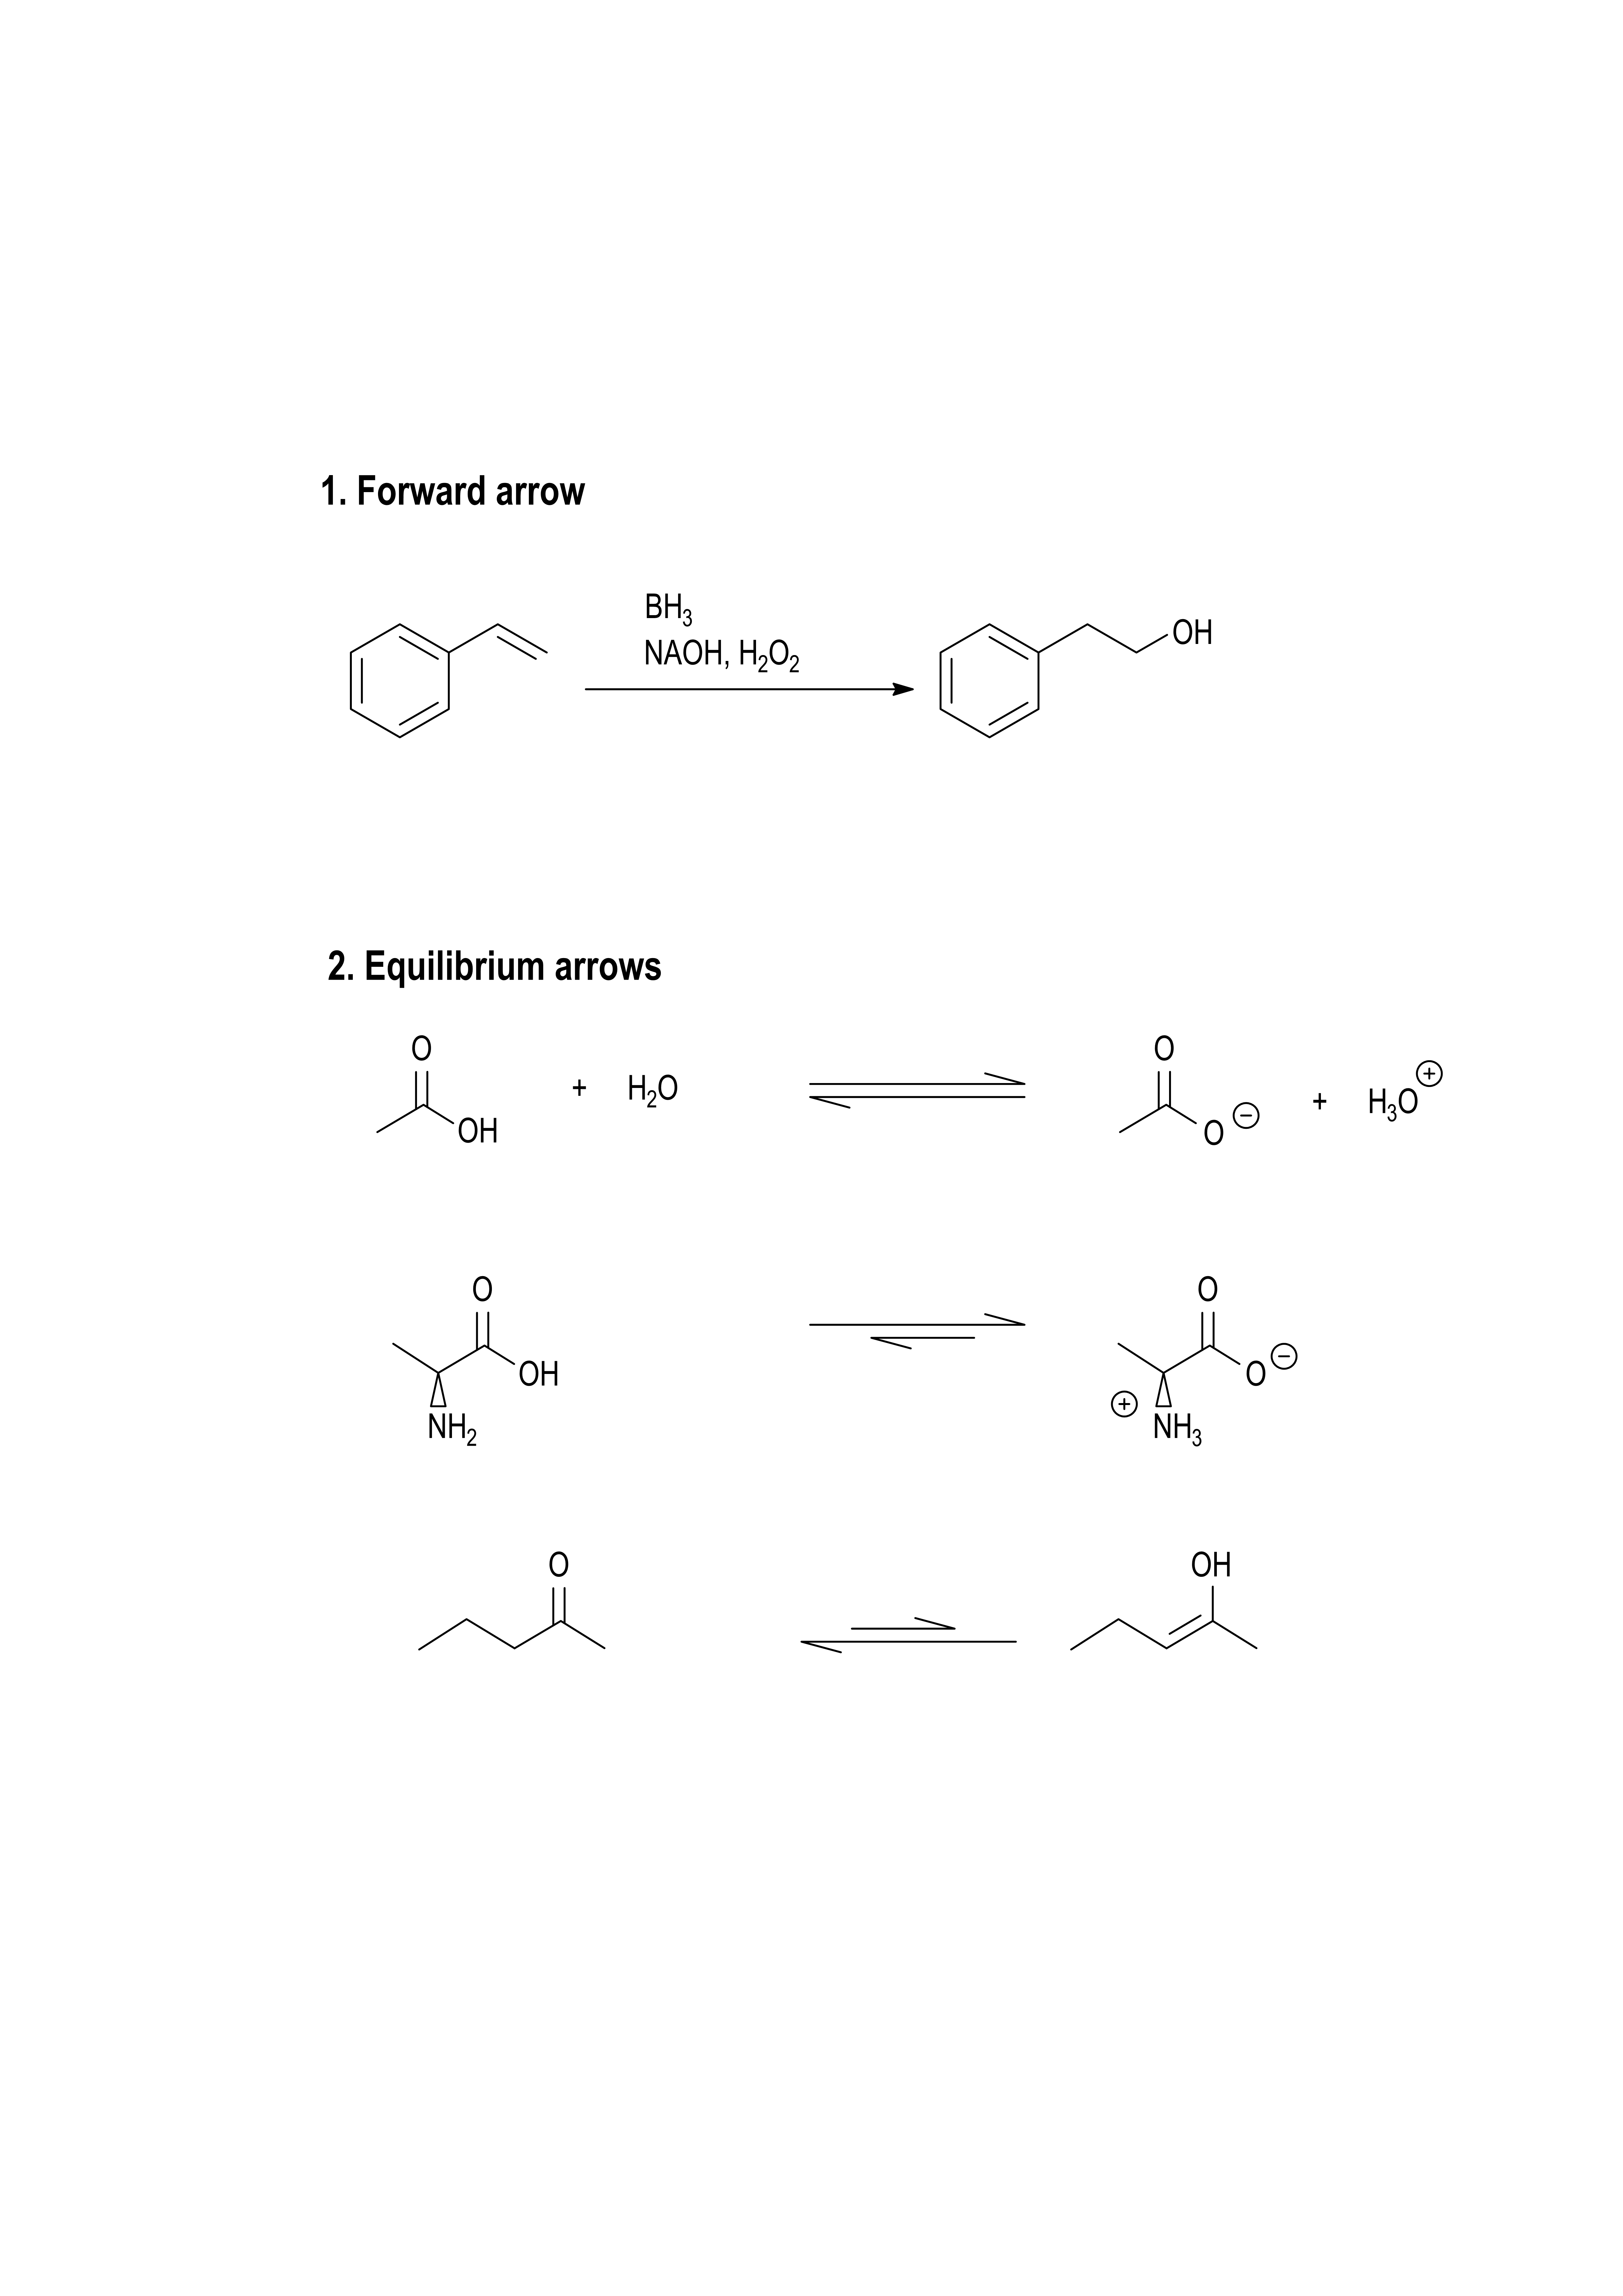 1. Forward arrow
BH3
NAOH, H2O2
OH
2. Equilibrium arrows
O
OH
+ H2O
O
O −
+ H3O +
O
OH
NH2
O
O −
+ NH3
O
OH